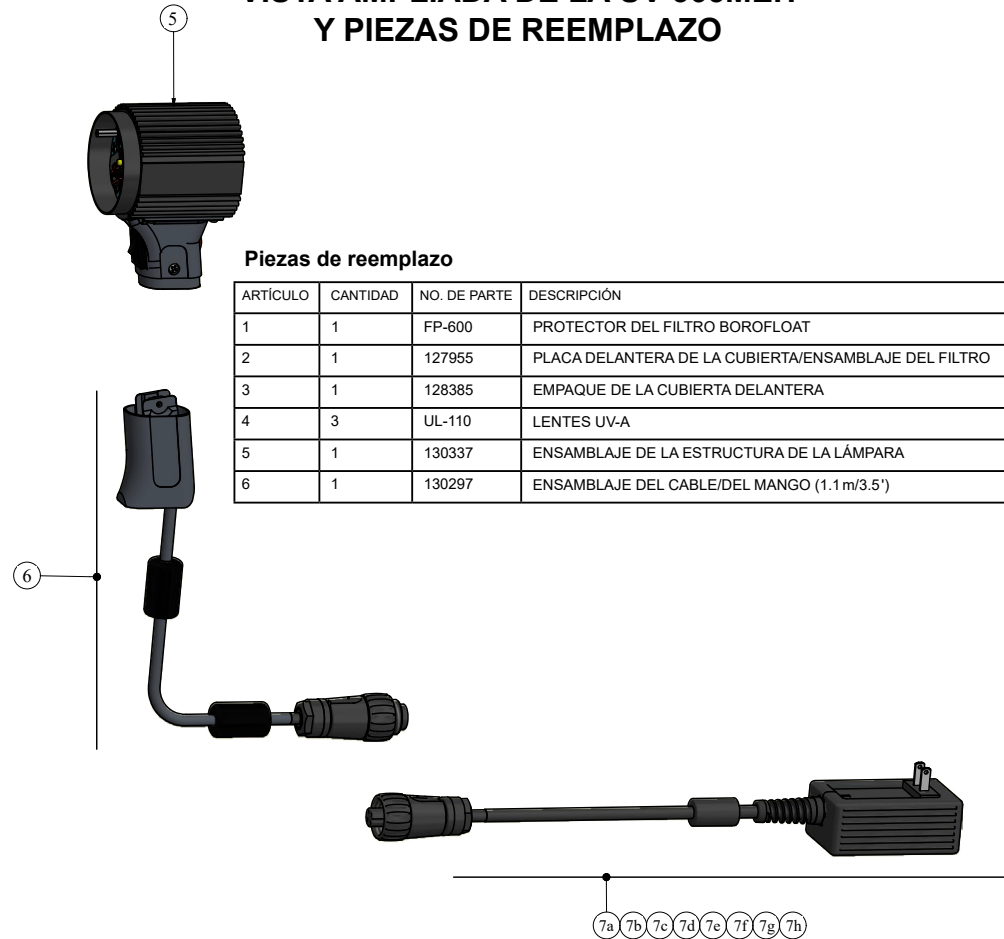 Y PIEZAS DE REEMPLAZO
5
Piezas de reemplazo
ARTÍCULO CANTIDAD NO. DE PARTE DESCRIPCIÓN
1 1 FP-600 PROTECTOR DEL FILTRO BOROFLOAT
2 1 127955 PLACA DELANTERA DE LA CUBIERTA/ENSAMBLAJE DEL FILTRO
3 1 128385 EMPAQUE DE LA CUBIERTA DELANTERA
4 3 UL-110 LENTES UV-A
5 1 130337 ENSAMBLAJE DE LA ESTRUCTURA DE LA LÁMPARA
6 1 130297 ENSAMBLAJE DEL CABLE/DEL MANGO (1.1 m/3.5')
6
7a 7b 7c 7d 7e 7f 7g 7h